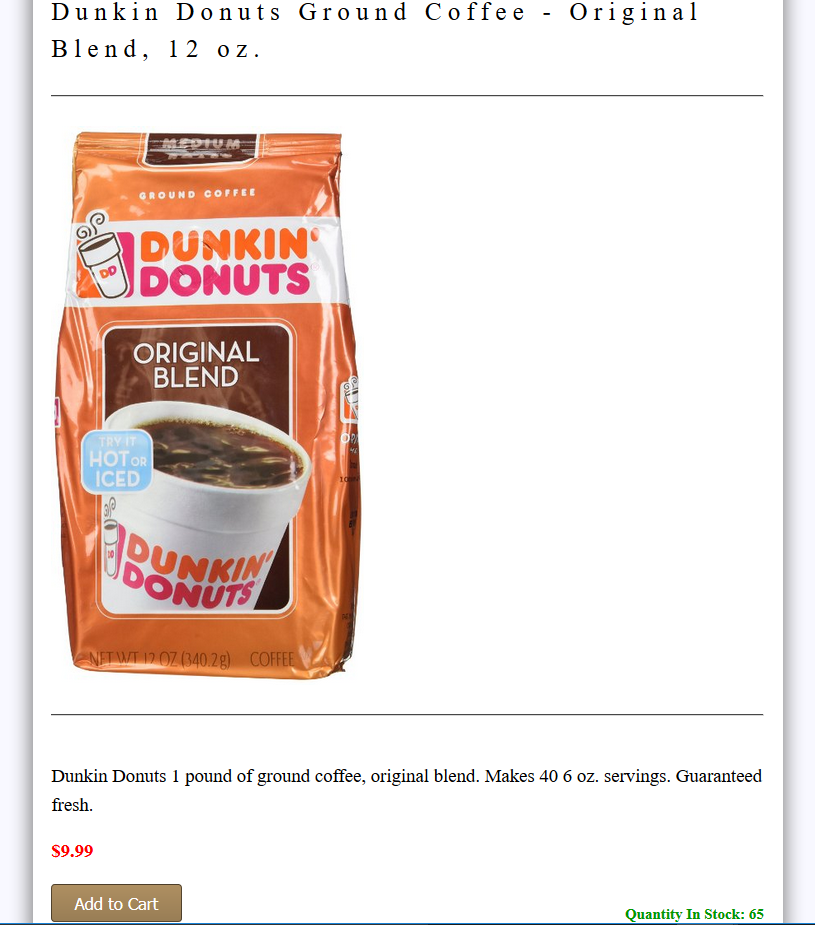 Dunkin Donuts Ground Coffee - Original
Blend, 12 oz.
MEDIUM
GROUND COFFEE
DUNKIN'
DONUTS
DD
ORIGINAL
BLEND
TRY IT
HOT OR
ICED
DUNKIN'
DONUTS
NET WT 12 OZ (340.2g) COFFEE
Dunkin Donuts 1 pound of ground coffee, original blend. Makes 40 6 oz. servings. Guaranteed
fresh.
$9.99
Add to Cart
Quantity In Stock: 65